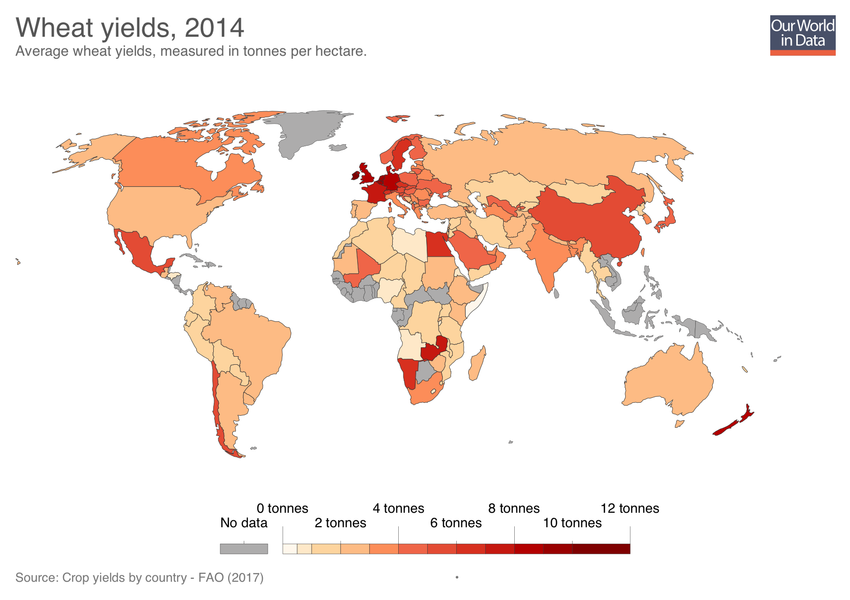 Wheat yields, 2014
Average wheat yields, measured in tonnes per hectare.
Our World
in Data
0 tonnes 4 tonnes 8 tonnes 12 tonnes
No data 2 tonnes 6 tonnes 10 tonnes
Source: Crop yields by country - FAO (2017)